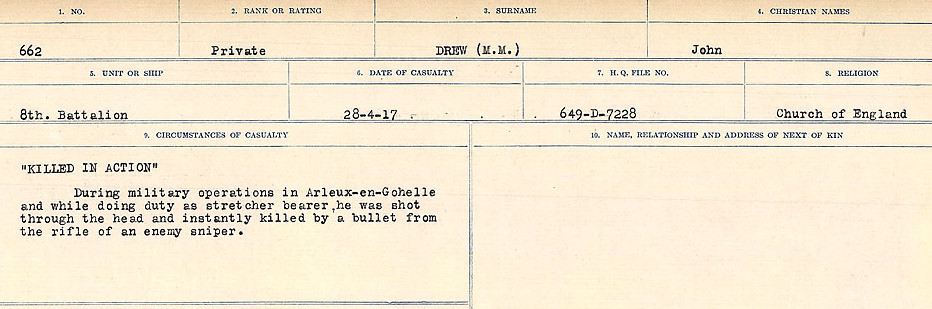 1. NO. 2. RANK OR RATING 3. SURNAME 4. CHRISTIAN NAMES
662 Private DREW (M.M.) John
5. UNIT OR SHIP 6. DATE OF CASUALTY 7. H. Q. FILE NO. 8. RELIGION
8th. Battalion 28-4-17 649-D-7228 Church of England
9. CIRCUMSTANCES OF CASUALTY 10. NAME, RELATIONSHIP AND ADDRESS OF NEXT OF KIN
"KILLED IN ACTION"
During military operations in Arleux-en-Gohelle
and while doing duty as stretcher bearer,he was shot
through the head and instantly killed by a bullet from
the rifle of an enemy sniper.